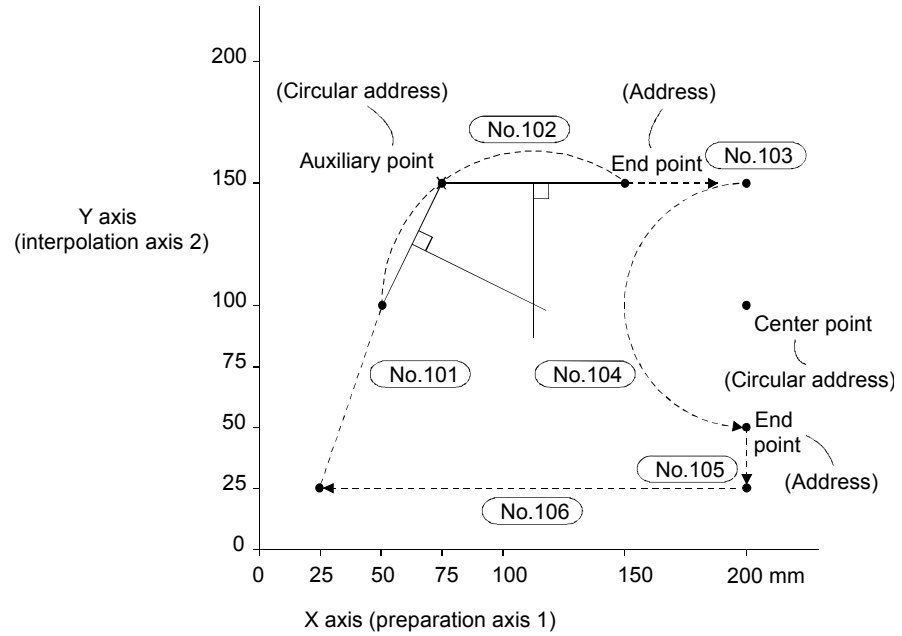 200
(Circular address)
(Address)
No.102
Auxiliary point
End point
No.103
150
Y axis
(interpolation axis 2)
100
Center point
75
No.101
No.104
(Circular address)
50
End
point
No.105
(Address)
25
No.106
0
0 25 50 75 100 150 200 mm
X axis (preparation axis 1)